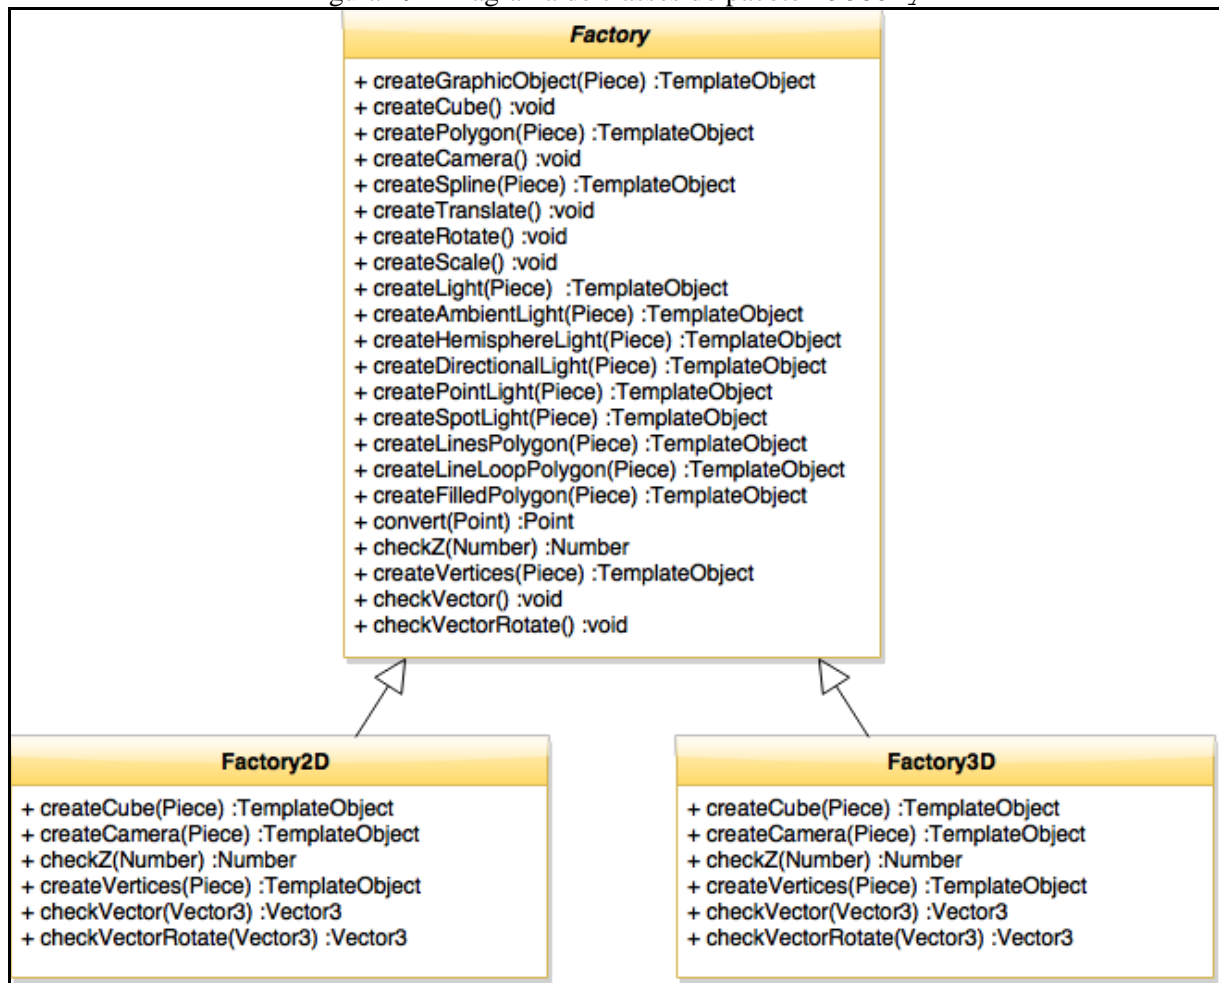 Factory
+ createGraphicObject(Piece) :TemplateObject
+ createCube() :void
+ createPolygon(Piece) :TemplateObject
+ createCamera() :void
+ createSpline(Piece) :TemplateObject
+ createTranslate() :void
+ createRotate() :void
+ createScale() :void
+ createLight(Piece)  :TemplateObject
+ createAmbientLight(Piece) :TemplateObject
+ createHemisphereLight(Piece) :TemplateObject
+ createDirectionalLight(Piece) :TemplateObject
+ createPointLight(Piece) :TemplateObject
+ createSpotLight(Piece) :TemplateObject
+ createLinesPolygon(Piece) :TemplateObject
+ createLineLoopPolygon(Piece) :TemplateObject
+ createFilledPolygon(Piece) :TemplateObject
+ convert(Point) :Point
+ checkZ(Number) :Number
+ createVertices(Piece) :TemplateObject
+ checkVector() :void
+ checkVectorRotate() :void
Factory2D
+ createCube(Piece) :TemplateObject
+ createCamera(Piece) :TemplateObject
+ checkZ(Number) :Number
+ createVertices(Piece) :TemplateObject
+ checkVector(Vector3) :Vector3
+ checkVectorRotate(Vector3) :Vector3
Factory3D
+ createCube(Piece) :TemplateObject
+ createCamera(Piece) :TemplateObject
+ checkZ(Number) :Number
+ createVertices(Piece) :TemplateObject
+ checkVector(Vector3) :Vector3
+ checkVectorRotate(Vector3) :Vector3